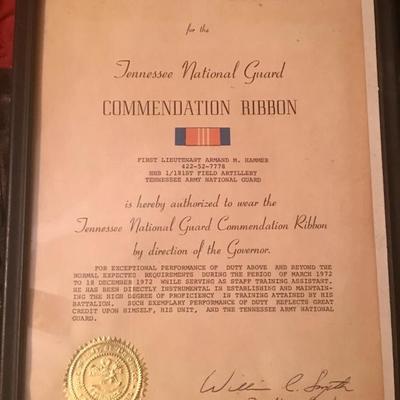 for the
Tennessee National Guard
COMMENDATION RIBBON
FIRST LIEUTENANT ARMAND M. HAMMER
422-52-7778
HHB 1/181ST FIELD ARTILLERY
TENNESSEE ARMY NATIONAL GUARD
is hereby authorized to wear the
Tennessee National Guard Commendation Ribbon
by direction of the Governor.
FOR EXCEPTIONAL PERFORMANCE OF DUTY ABOVE AND BEYOND THE
NORMAL EXPECTED REQUIREMENTS DURING THE PERIOD OF MARCH 1972
TO 18 DECEMBER 1972 WHILE SERVING AS STAFF TRAINING ASSISTANT.
HE HAS BEEN DIRECTLY INSTRUMENTAL IN ESTABLISHING AND MAINTAIN-
ING THE HIGH DEGREE OF PROFICIENCY IN TRAINING ATTAINED BY HIS
BATTALION. SUCH EXEMPLARY PERFORMANCE OF DUTY REFLECTS GREAT
CREDIT UPON HIMSELF, HIS UNIT, AND THE TENNESSEE ARMY NATIONAL
GUARD.
William C. Smyth